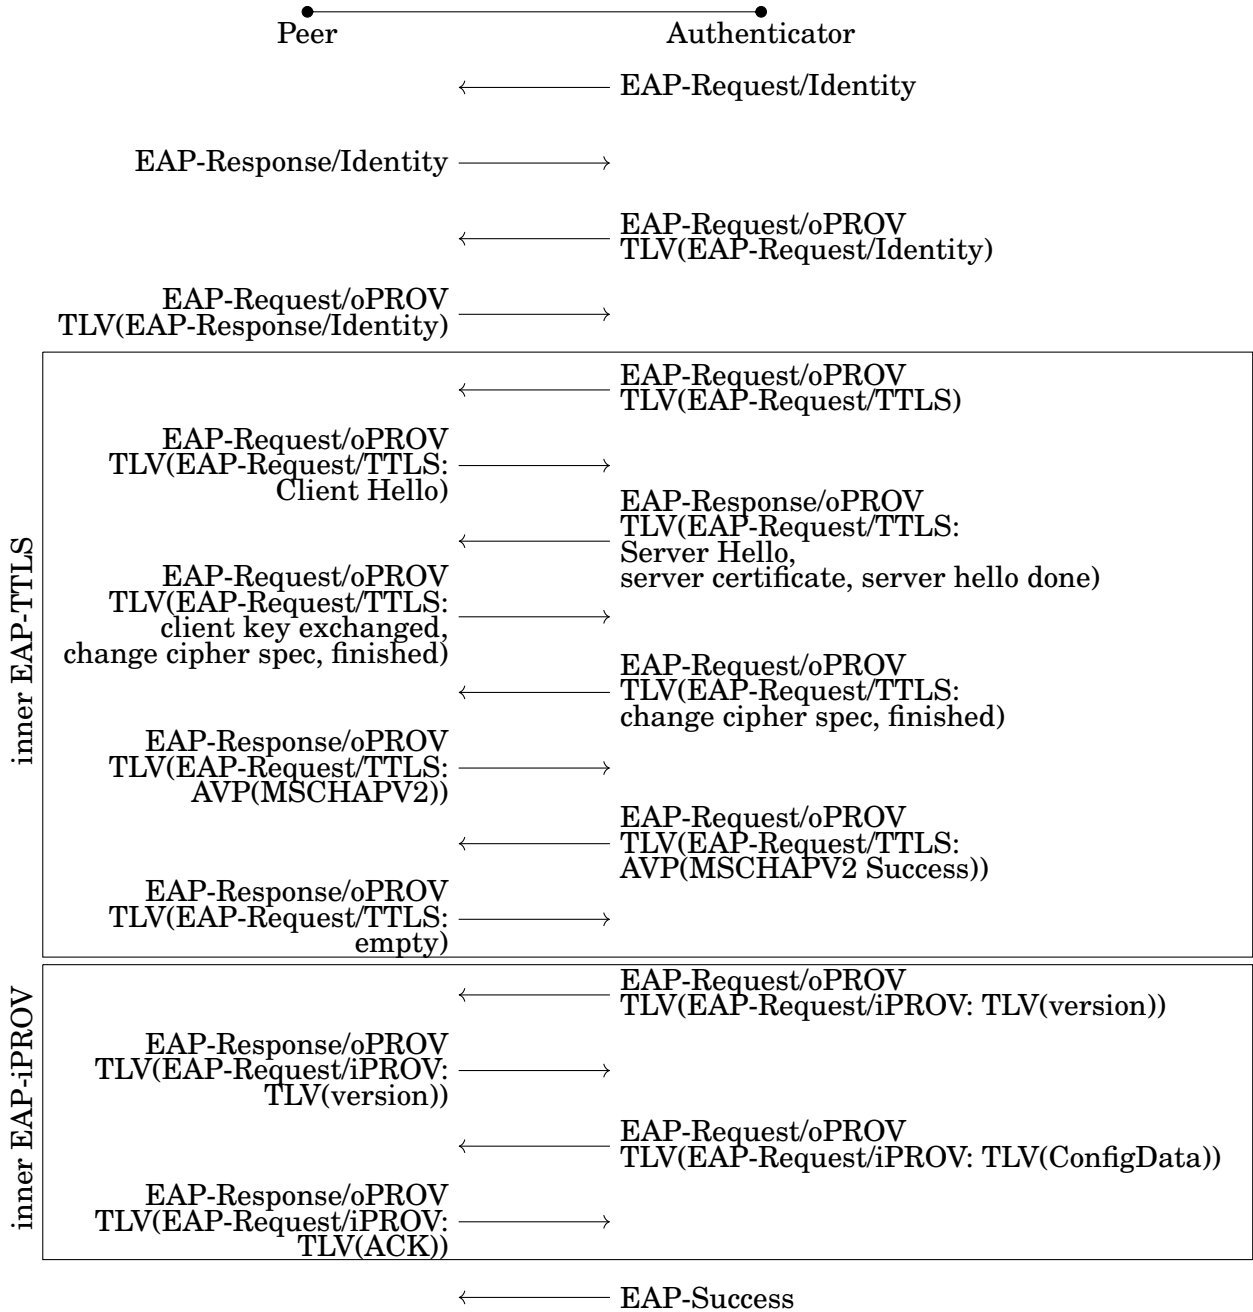 Peer
Authenticator
EAP-Request/Identity
EAP-Response/Identity
EAP-Request/oPROV
TLV(EAP-Request/Identity)
EAP-Request/oPROV
TLV(EAP-Response/Identity)
inner EAP-TTLS
EAP-Request/oPROV
TLV(EAP-Request/TTLS)
EAP-Request/oPROV
TLV(EAP-Request/TTLS:
Client Hello)
EAP-Response/oPROV
TLV(EAP-Request/TTLS:
Server Hello,
server certificate, server hello done)
EAP-Request/oPROV
TLV(EAP-Request/TTLS:
client key exchanged,
change cipher spec, finished)
EAP-Request/oPROV
TLV(EAP-Request/TTLS:
change cipher spec, finished)
EAP-Response/oPROV
TLV(EAP-Request/TTLS:
AVP(MSCHAPV2))
EAP-Request/oPROV
TLV(EAP-Request/TTLS:
AVP(MSCHAPV2 Success))
EAP-Response/oPROV
TLV(EAP-Request/TTLS:
empty)
inner EAP-iPROV
EAP-Request/oPROV
TLV(EAP-Request/iPROV: TLV(version))
EAP-Response/oPROV
TLV(EAP-Request/iPROV:
TLV(version))
EAP-Request/oPROV
TLV(EAP-Request/iPROV: TLV(ConfigData))
EAP-Response/oPROV
TLV(EAP-Request/iPROV:
TLV(ACK))
EAP-Success